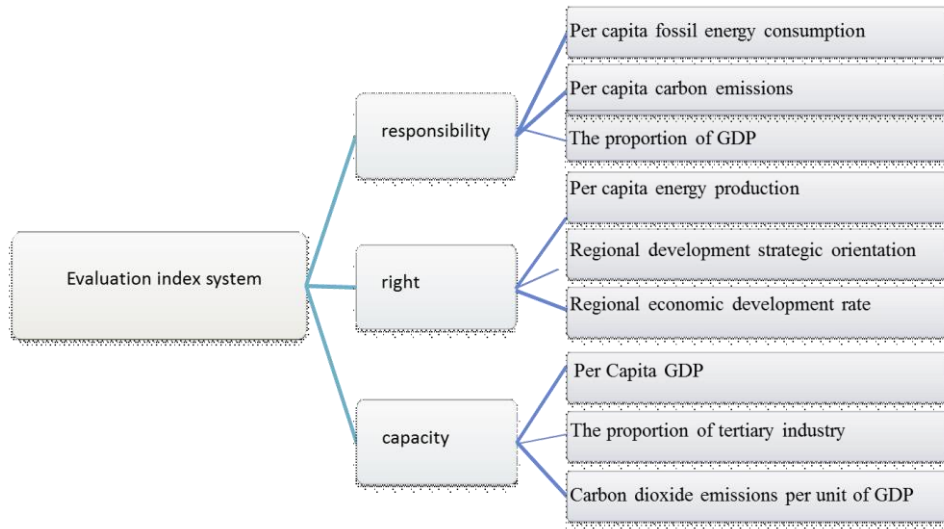 Evaluation index system
responsibility
Per capita fossil energy consumption
Per capita carbon emissions
The proportion of GDP
right
Per capita energy production
Regional development strategic orientation
Regional economic development rate
capacity
Per Capita GDP
The proportion of tertiary industry
Carbon dioxide emissions per unit of GDP